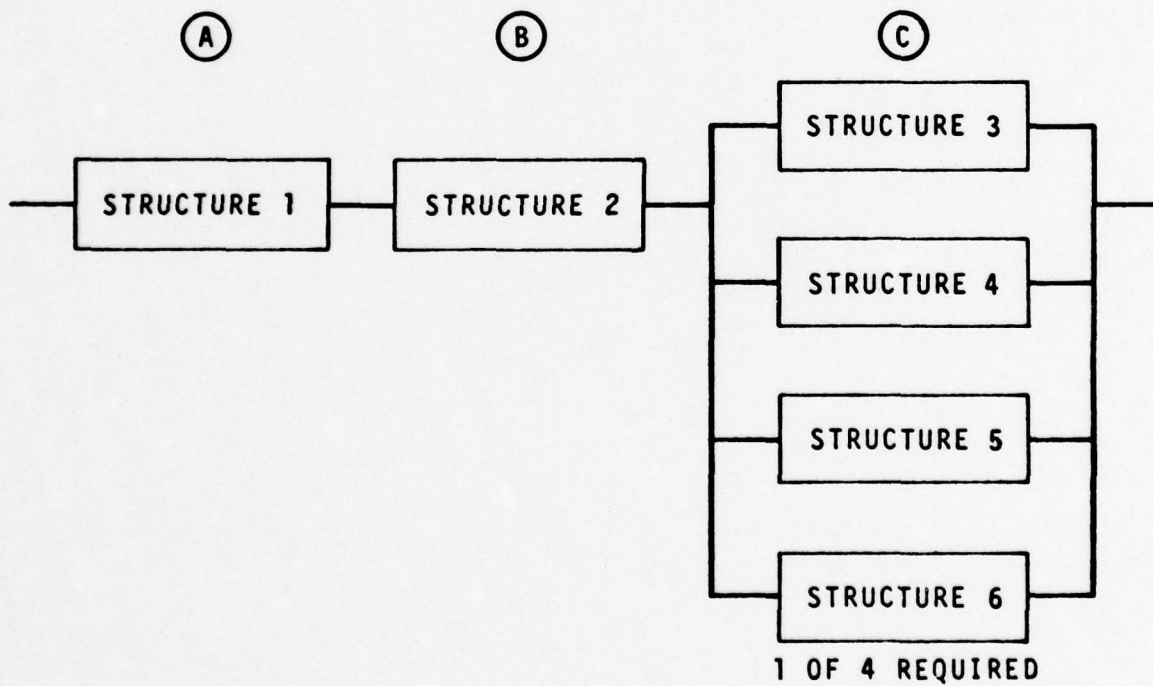 A
B
C
STRUCTURE 1
STRUCTURE 2
STRUCTURE 3
STRUCTURE 4
STRUCTURE 5
STRUCTURE 6
1 OF 4 REQUIRED